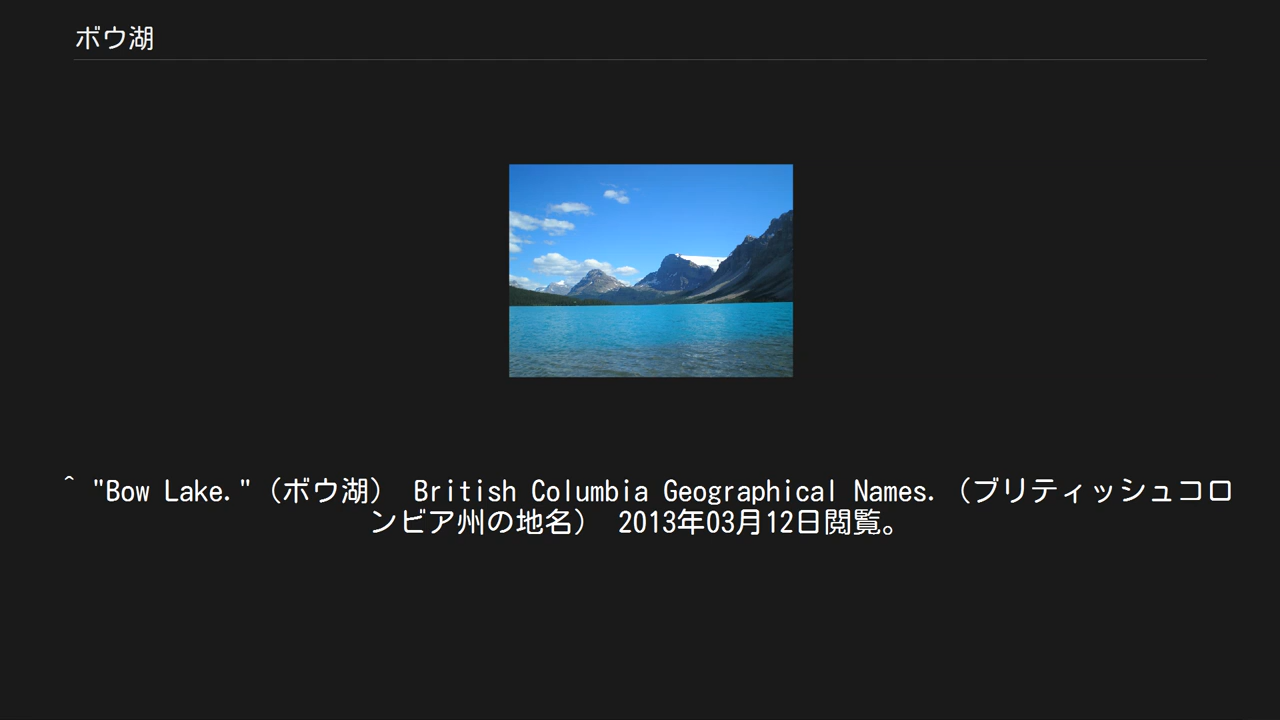 ボウ湖
^ "Bow Lake."（ボウ湖） British Columbia Geographical Names.（ブリティッシュコロ
ンビア州の地名） 2013年03月12日閲覧。